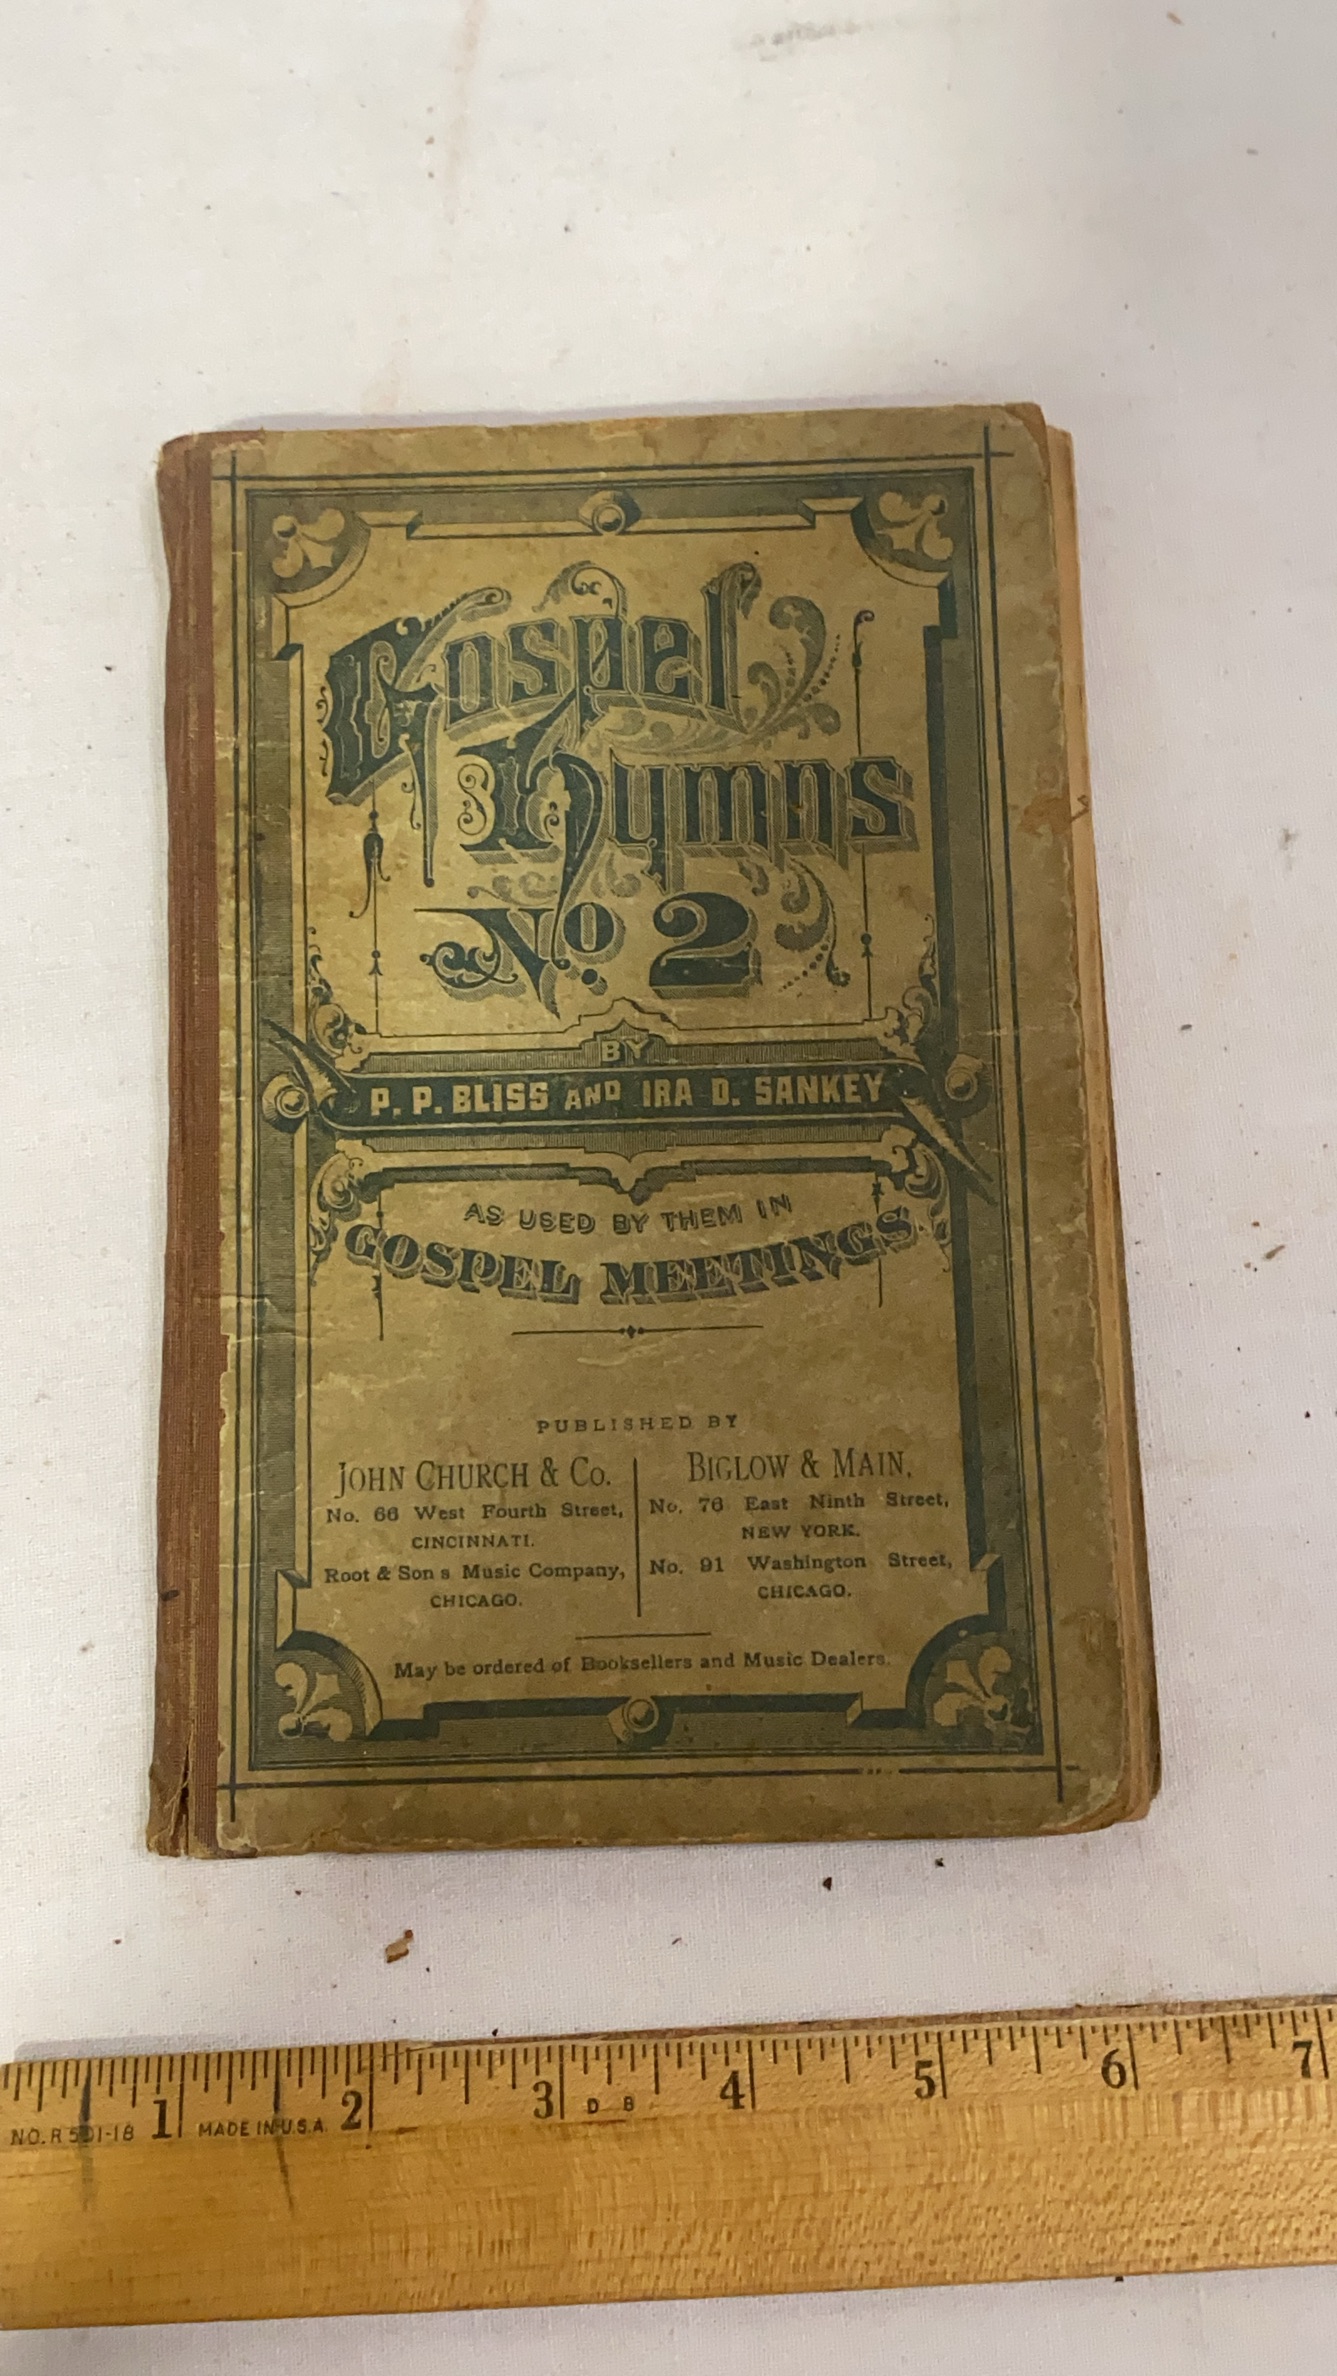 Gospel
Hymns
No. 2
BY
P. P. BLISS AND IRA D. SANKEY
AS USED BY THEM IN
GOSPEL MEETINGS
PUBLISHED BY
JOHN CHURCH & CO.
No. 66 West Fourth Street,
CINCINNATI.
Root & Sons Music Company,
CHICAGO.
BIGLOW & MAIN,
No. 76 East Ninth Street,
NEW YORK.
No. 91 Washington Street,
CHICAGO.
May be ordered of Booksellers and Music Dealers.
1 2 3 4 5 6 7
NO. R 501-18 MADE IN U.S.A. D B